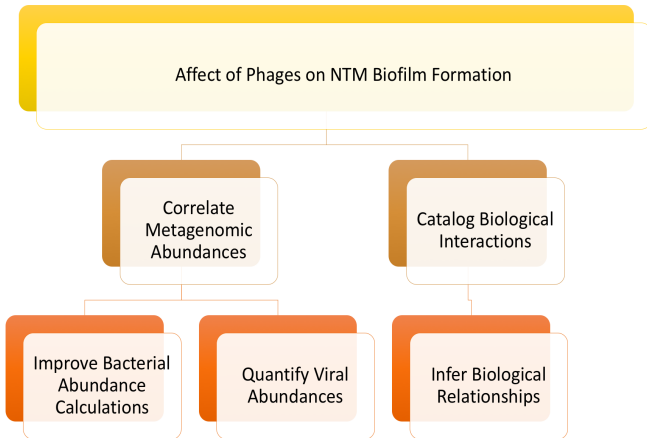 Affect of Phages on NTM Biofilm Formation
Correlate
Metagenomic
Abundances
Catalog Biological
Interactions
Improve Bacterial
Abundance
Calculations
Quantify Viral
Abundances
Infer Biological
Relationships